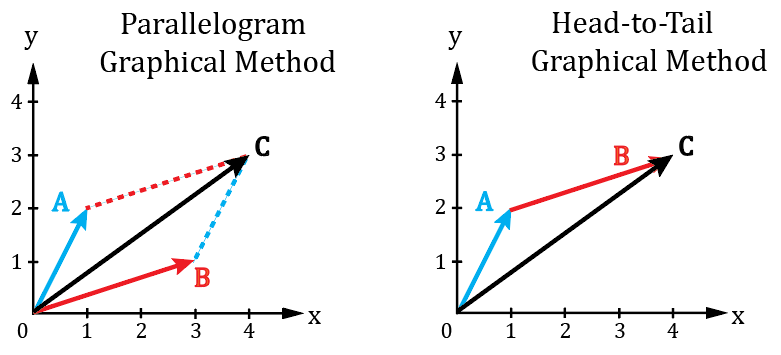 Parallelogram
Graphical Method
y
4
3
2
1
A
B
C
0
1
2
3
4
x
Head-to-Tail
Graphical Method
y
4
3
2
1
A
B
C
0
1
2
3
4
x